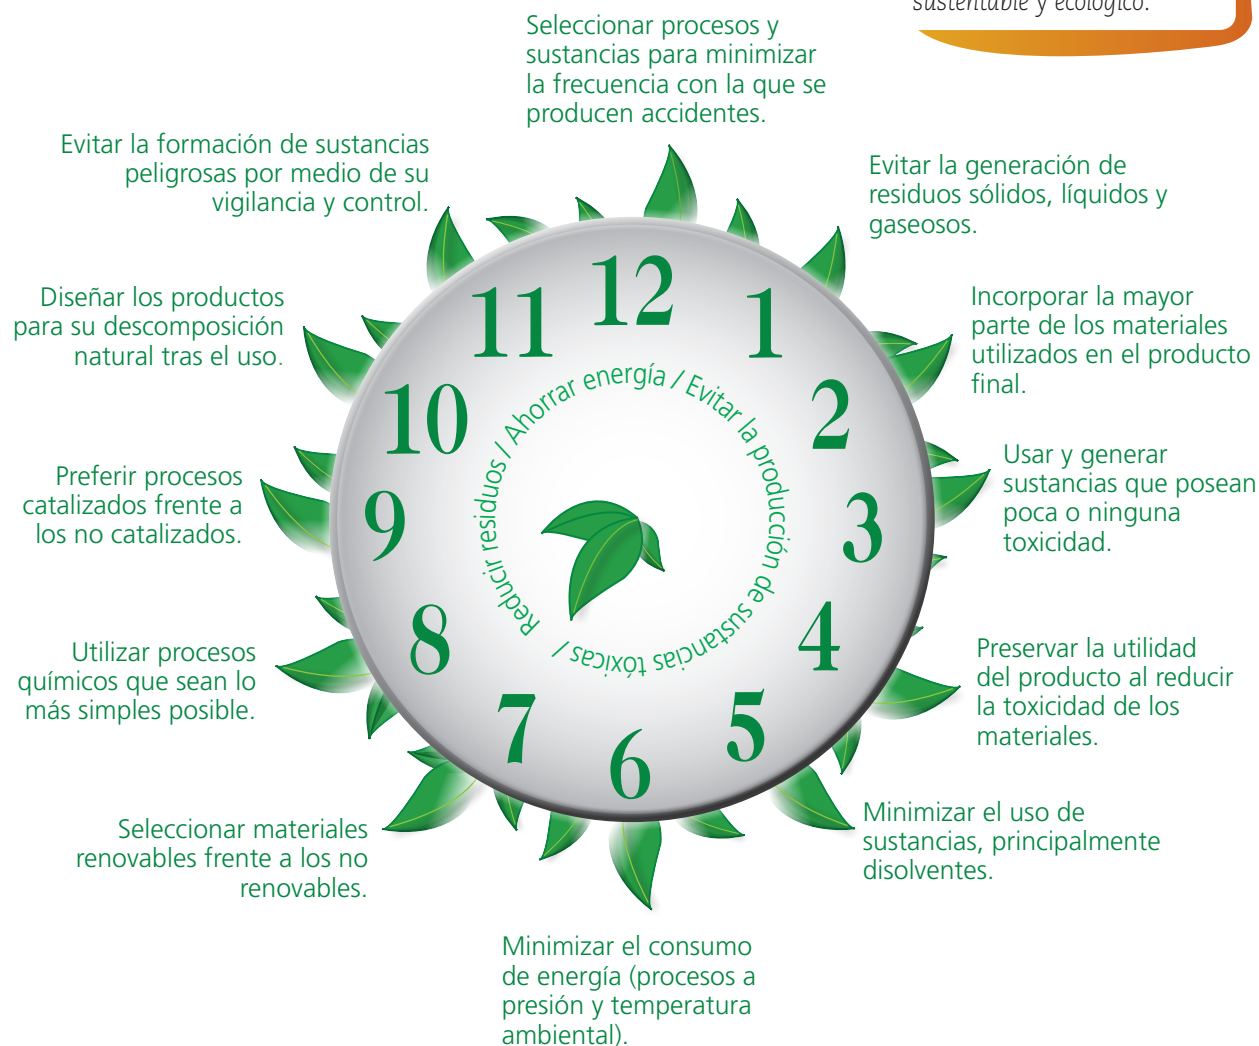 sustentable y ecológico.
Seleccionar procesos y
sustancias para minimizar
la frecuencia con la que se
producen accidentes.
Evitar la formación de sustancias
peligrosas por medio de su
vigilancia y control.
Evitar la generación de
residuos sólidos, líquidos y
gaseosos.
Diseñar los productos
para su descomposición
natural tras el uso.
Incorporar la mayor
parte de los materiales
utilizados en el producto
final.
Preferir procesos
catalizados frente a
los no catalizados.
Usar y generar
sustancias que posean
poca o ninguna
toxicidad.
Utilizar procesos
químicos que sean lo
más simples posible.
Preservar la utilidad
del producto al reducir
la toxicidad de los
materiales.
Seleccionar materiales
renovables frente a los no
renovables.
Minimizar el uso de
sustancias, principalmente
disolventes.
Minimizar el consumo
de energía (procesos a
presión y temperatura
ambiental).
12
1
2
3
4
5
6
7
8
9
10
11
Reducir residuos / Ahorrar energía / Evitar la producción de sustancias tóxicas /